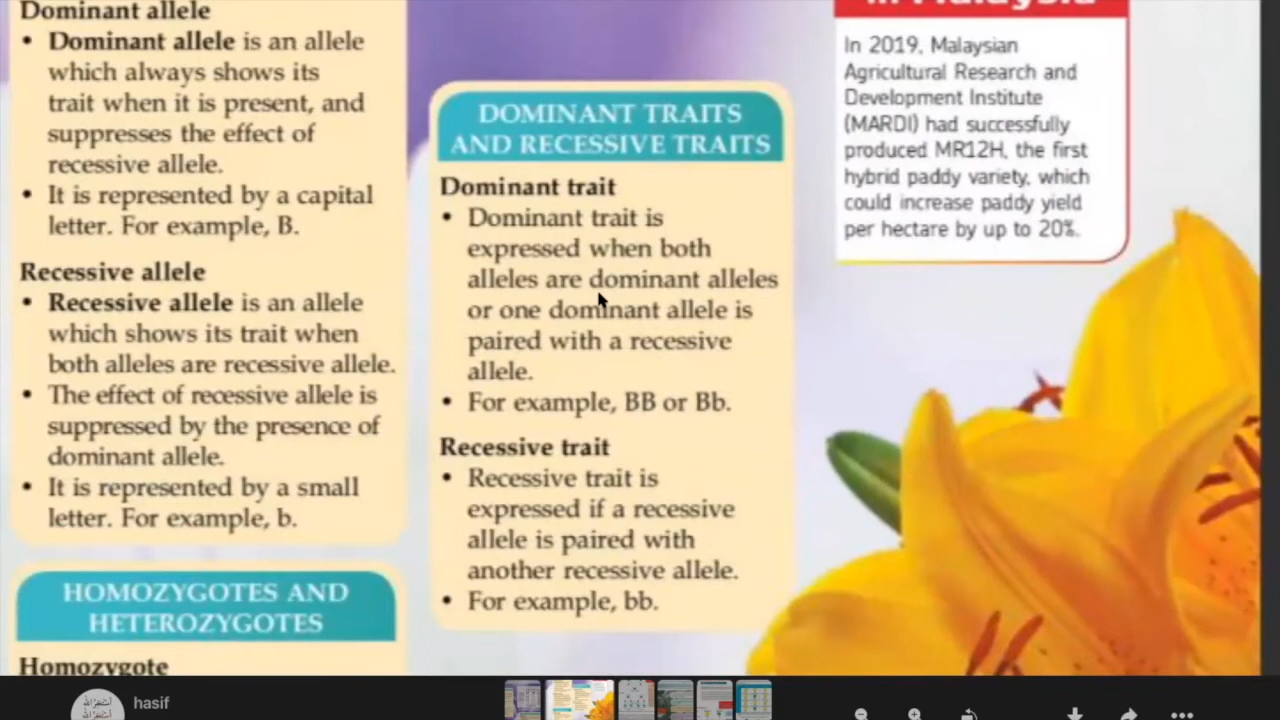 Dominant allele
• Dominant allele is an allele
which always shows its
trait when it is present, and
suppresses the effect of
recessive allele.
• It is represented by a capital
letter. For example, B.
Recessive allele
• Recessive allele is an allele
which shows its trait when
both alleles are recessive allele.
• The effect of recessive allele is
suppressed by the presence of
dominant allele.
• It is represented by a small
letter. For example, b.
HOMOZYGOTES AND
HETEROZYGOTES
Homozygote
DOMINANT TRAITS
AND RECESSIVE TRAITS
Dominant trait
• Dominant trait is
expressed when both
alleles are dominant alleles
or one dominant allele is
paired with a recessive
allele.
• For example, BB or Bb.
Recessive trait
• Recessive trait is
expressed if a recessive
allele is paired with
another recessive allele.
• For example, bb.
in Malaysia
In 2019, Malaysian
Agricultural Research and
Development Institute
(MARDI) had successfully
produced MR12H, the first
hybrid paddy variety, which
could increase paddy yield
per hectare by up to 20%.
hasif